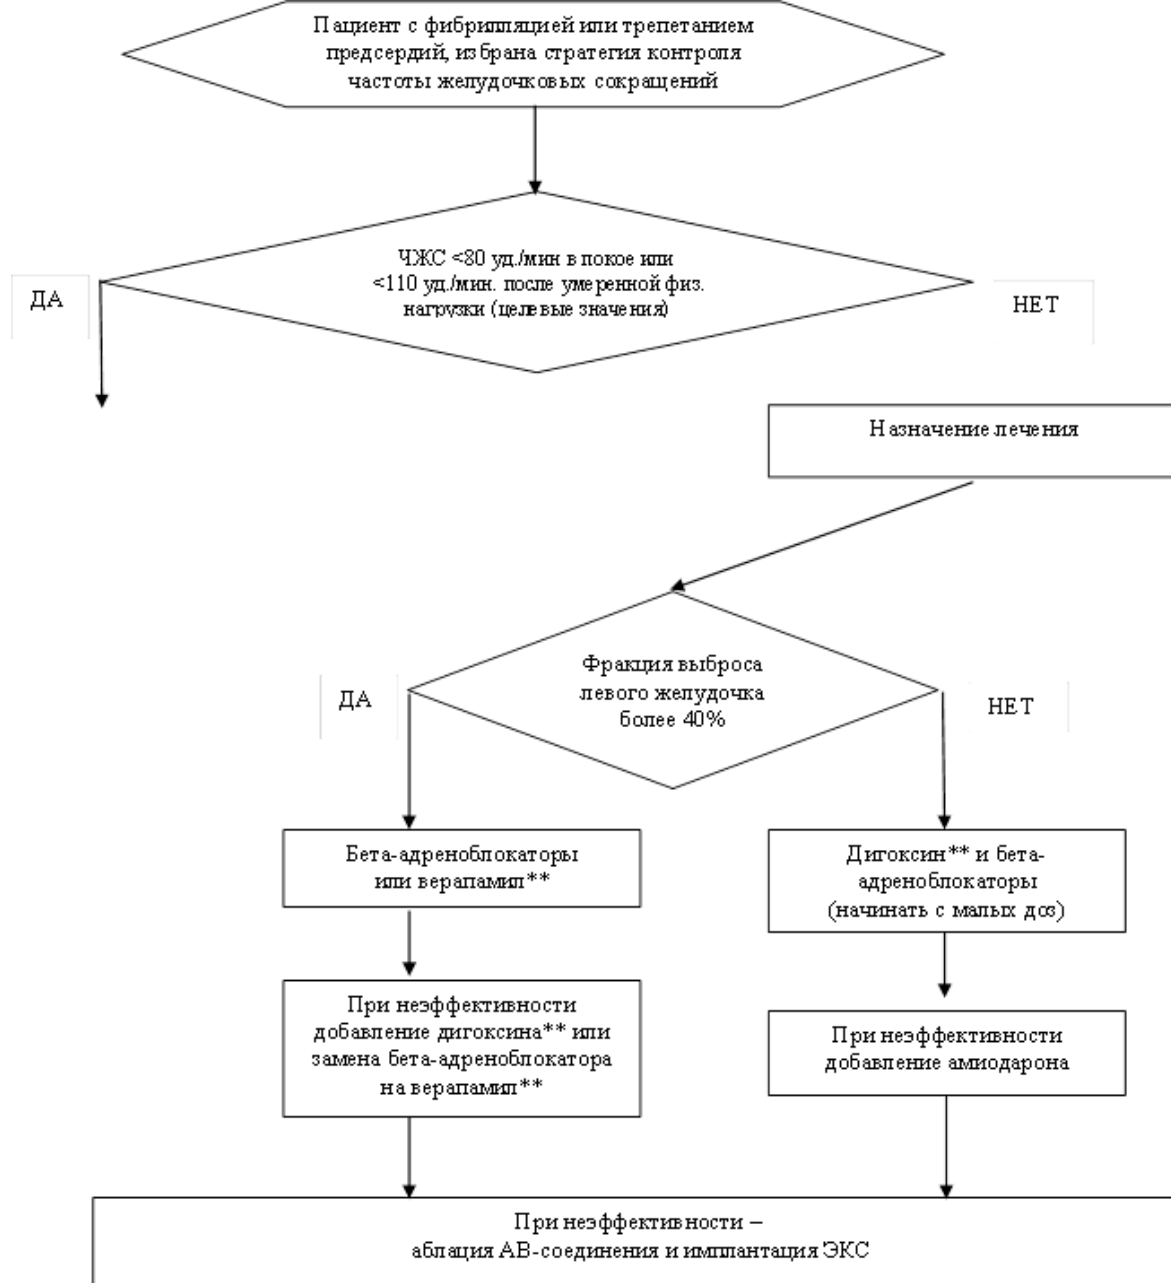 Пациент с фибрилляцией или трепетанием
предсердий, избрана стратегия контроля
частоты желудочковых сокращений
ЧЖС <80 уд./мин в покое или
<110 уд./мин. после умеренной физ.
нагрузки (целевые значения)
ДА
НЕТ
Назначение лечения
Фракция выброса
левого желудочка
более 40%
ДА
НЕТ
Бета-адреноблокаторы
или верапамил**
Дигоксин** и бета-
адреноблокаторы
(начинать с малых доз)
При неэффективности
добавление дигоксина** или
замена бета-адреноблокатора
на верапамил**
При неэффективности
добавление амиодарона
При неэффективности –
аблация АВ-соединения и имплантация ЭКС